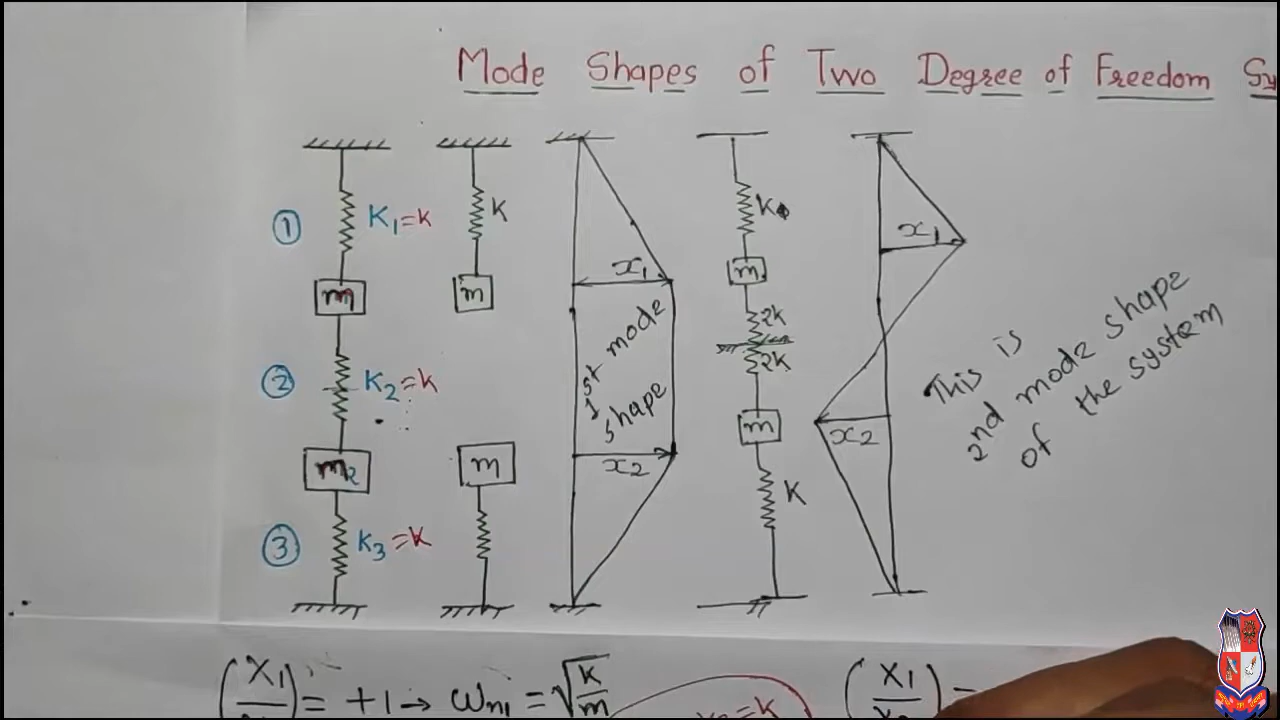 Mode Shapes of Two Degree of Freedom
① K1=k
m
② K2=k
m2
③ K3=k
K
m
m
x1
1st mode
shape
x2
K
m
2k
2k
m
K
x1
x2
This is
2nd mode shape
of the system
(X1
= +1 → ωn1 = √k/m
=k
(X1
=